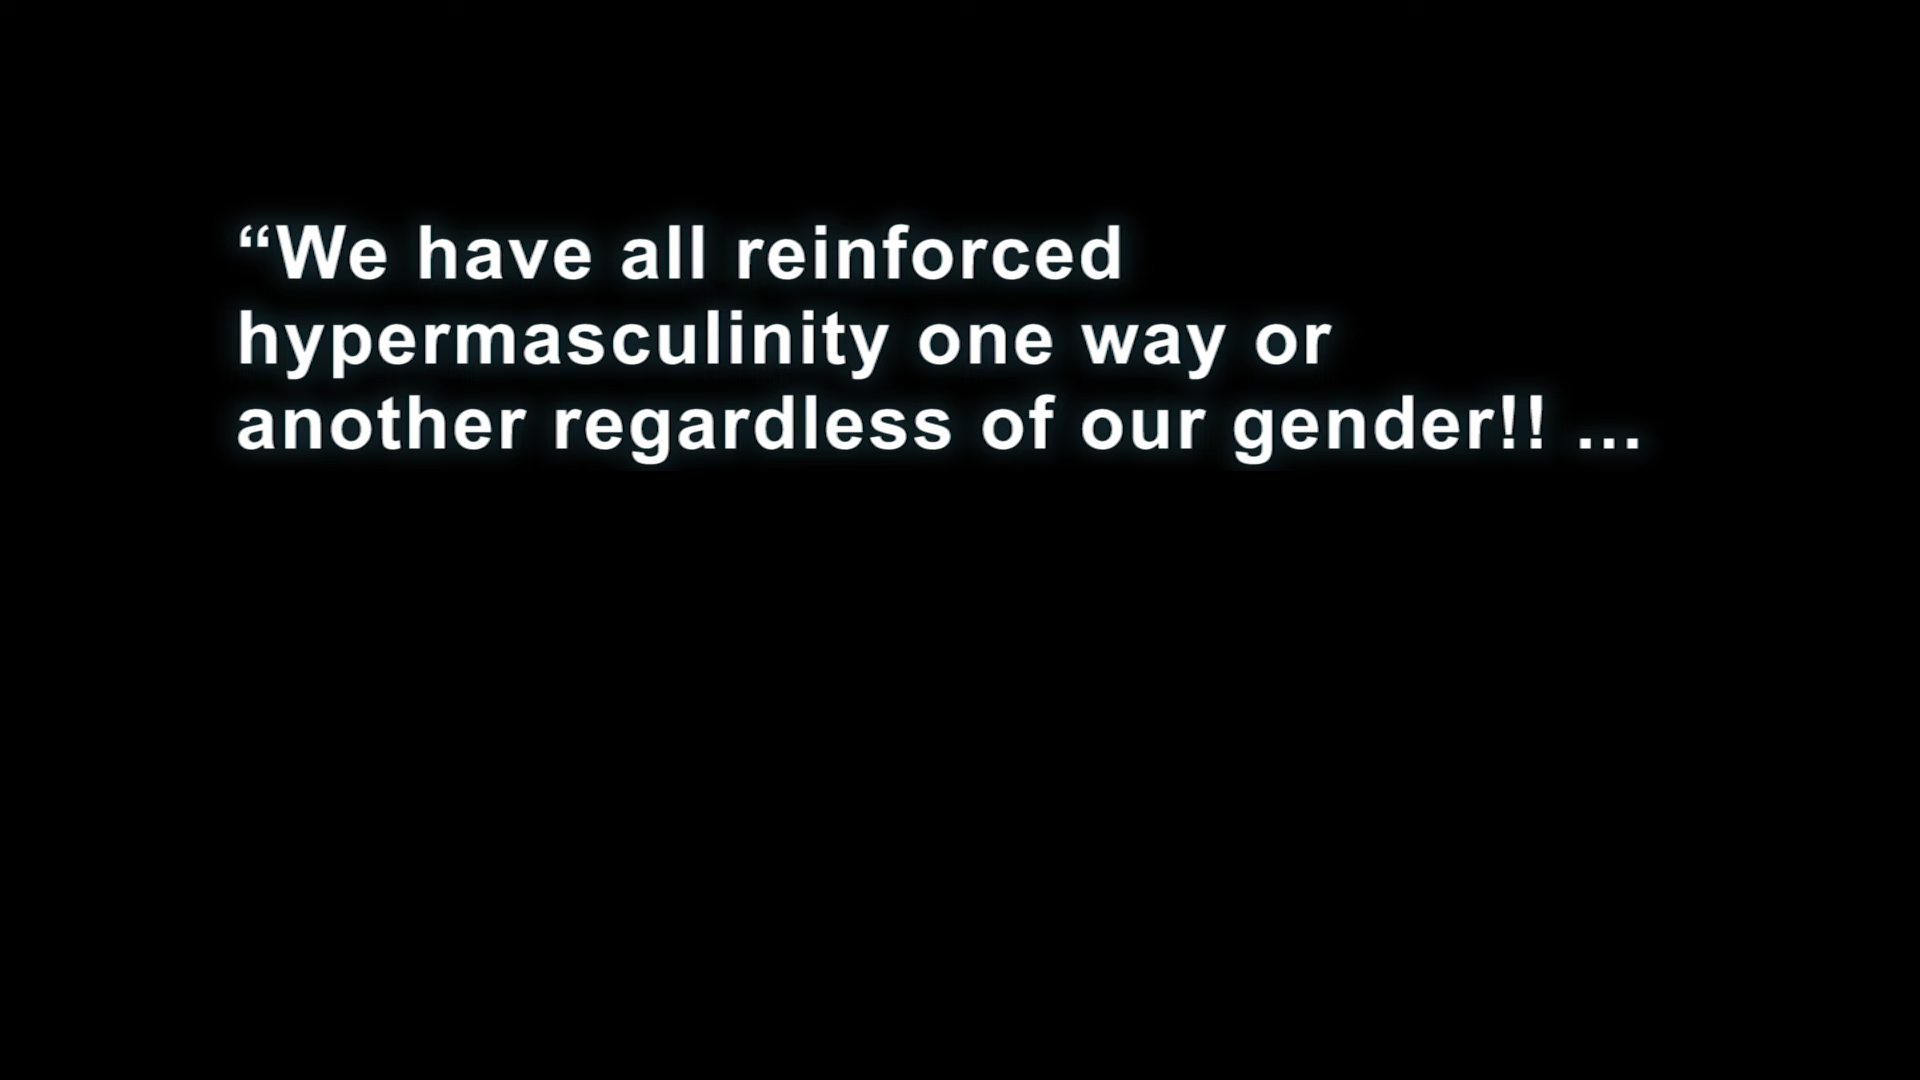 “We have all reinforced
hypermasculinity one way or
another regardless of our gender!! ...